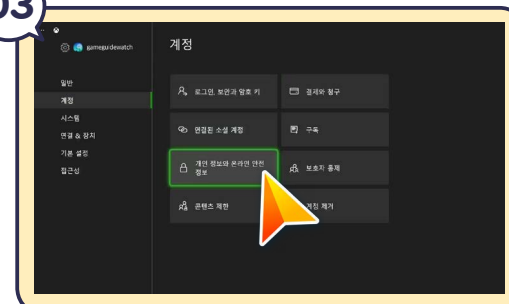 03
gameguidewatch
계정
일반
계정
시스템
연결 & 장치
기본 설정
접근성
로그인, 보안과 암호 키
결제와 청구
연결된 소셜 계정
구독
개인 정보와 온라인 안전
정보
보호자 통제
콘텐츠 제한
제거